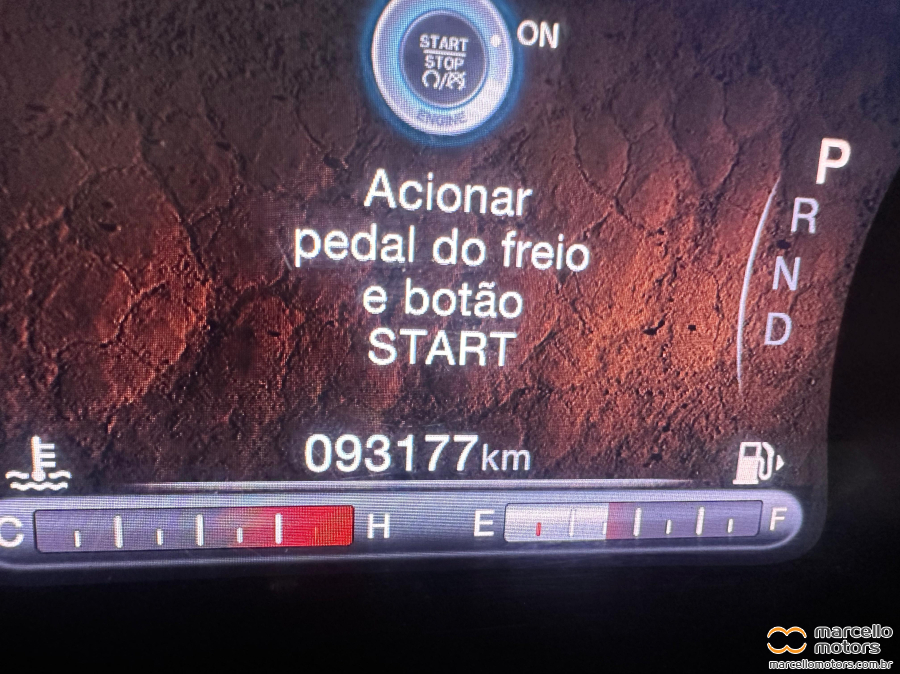 START
STOP
ENGINE
ON
Acionar
pedal do freio
e botão
START
P
R
N
D
093177km
C H E F
marcello
motors
marcellomotors.com.br